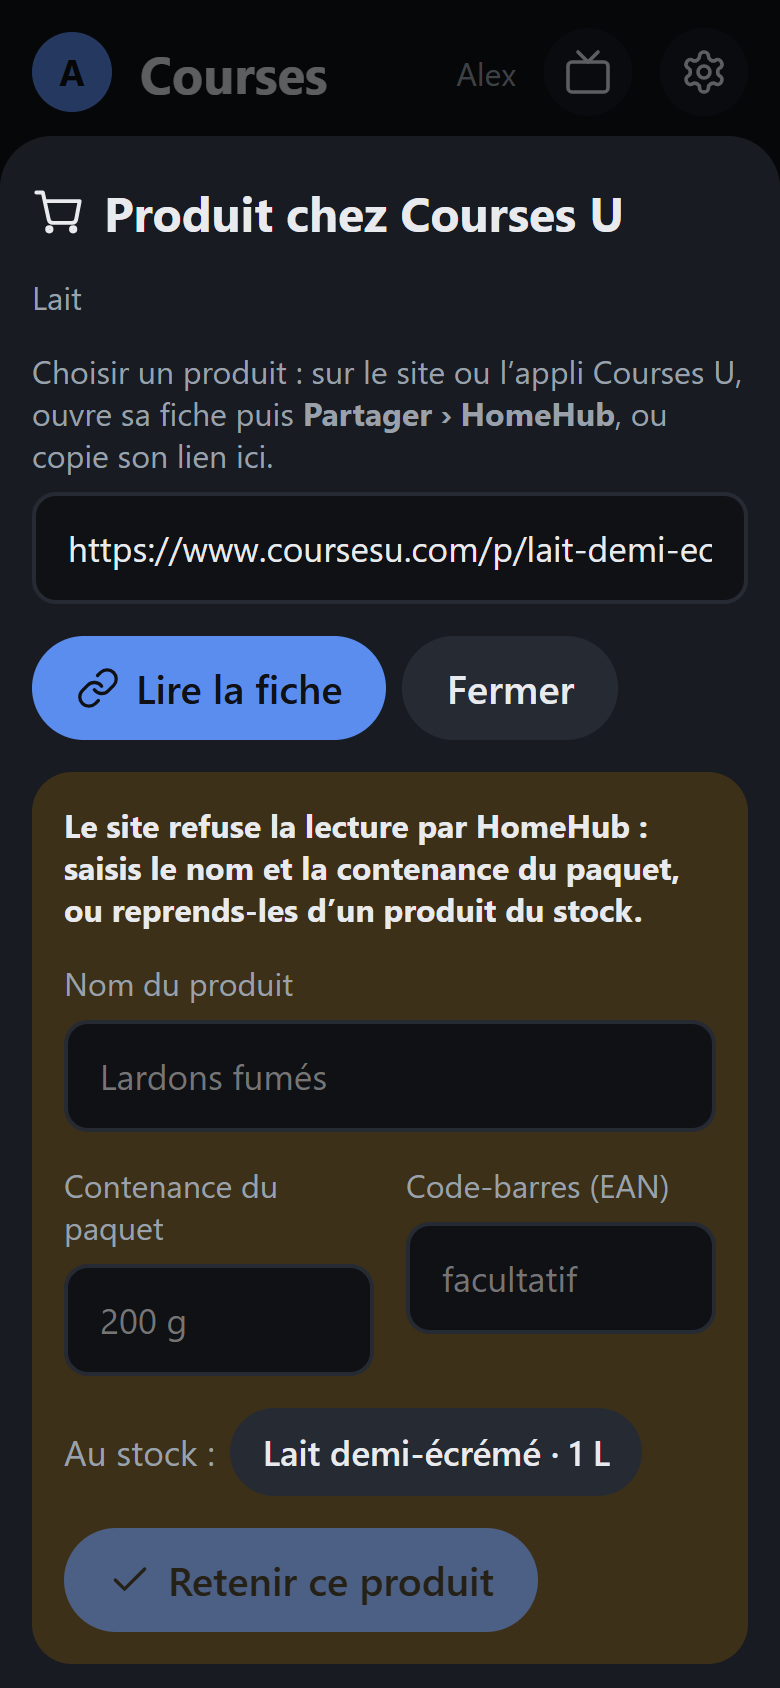 A
Courses
Alex
Produit chez Courses U
Lait
Choisir un produit : sur le site ou l’appli Courses U,
ouvre sa fiche puis Partager › HomeHub, ou
copie son lien ici.
https://www.coursesu.com/p/lait-demi-ec
Lire la fiche
Fermer
Le site refuse la lecture par HomeHub :
saisis le nom et la contenance du paquet,
ou reprends-les d’un produit du stock.
Nom du produit
Lardons fumés
Contenance du
paquet
Code-barres (EAN)
200 g
facultatif
Au stock :
Lait demi-écrémé · 1 L
Retenir ce produit